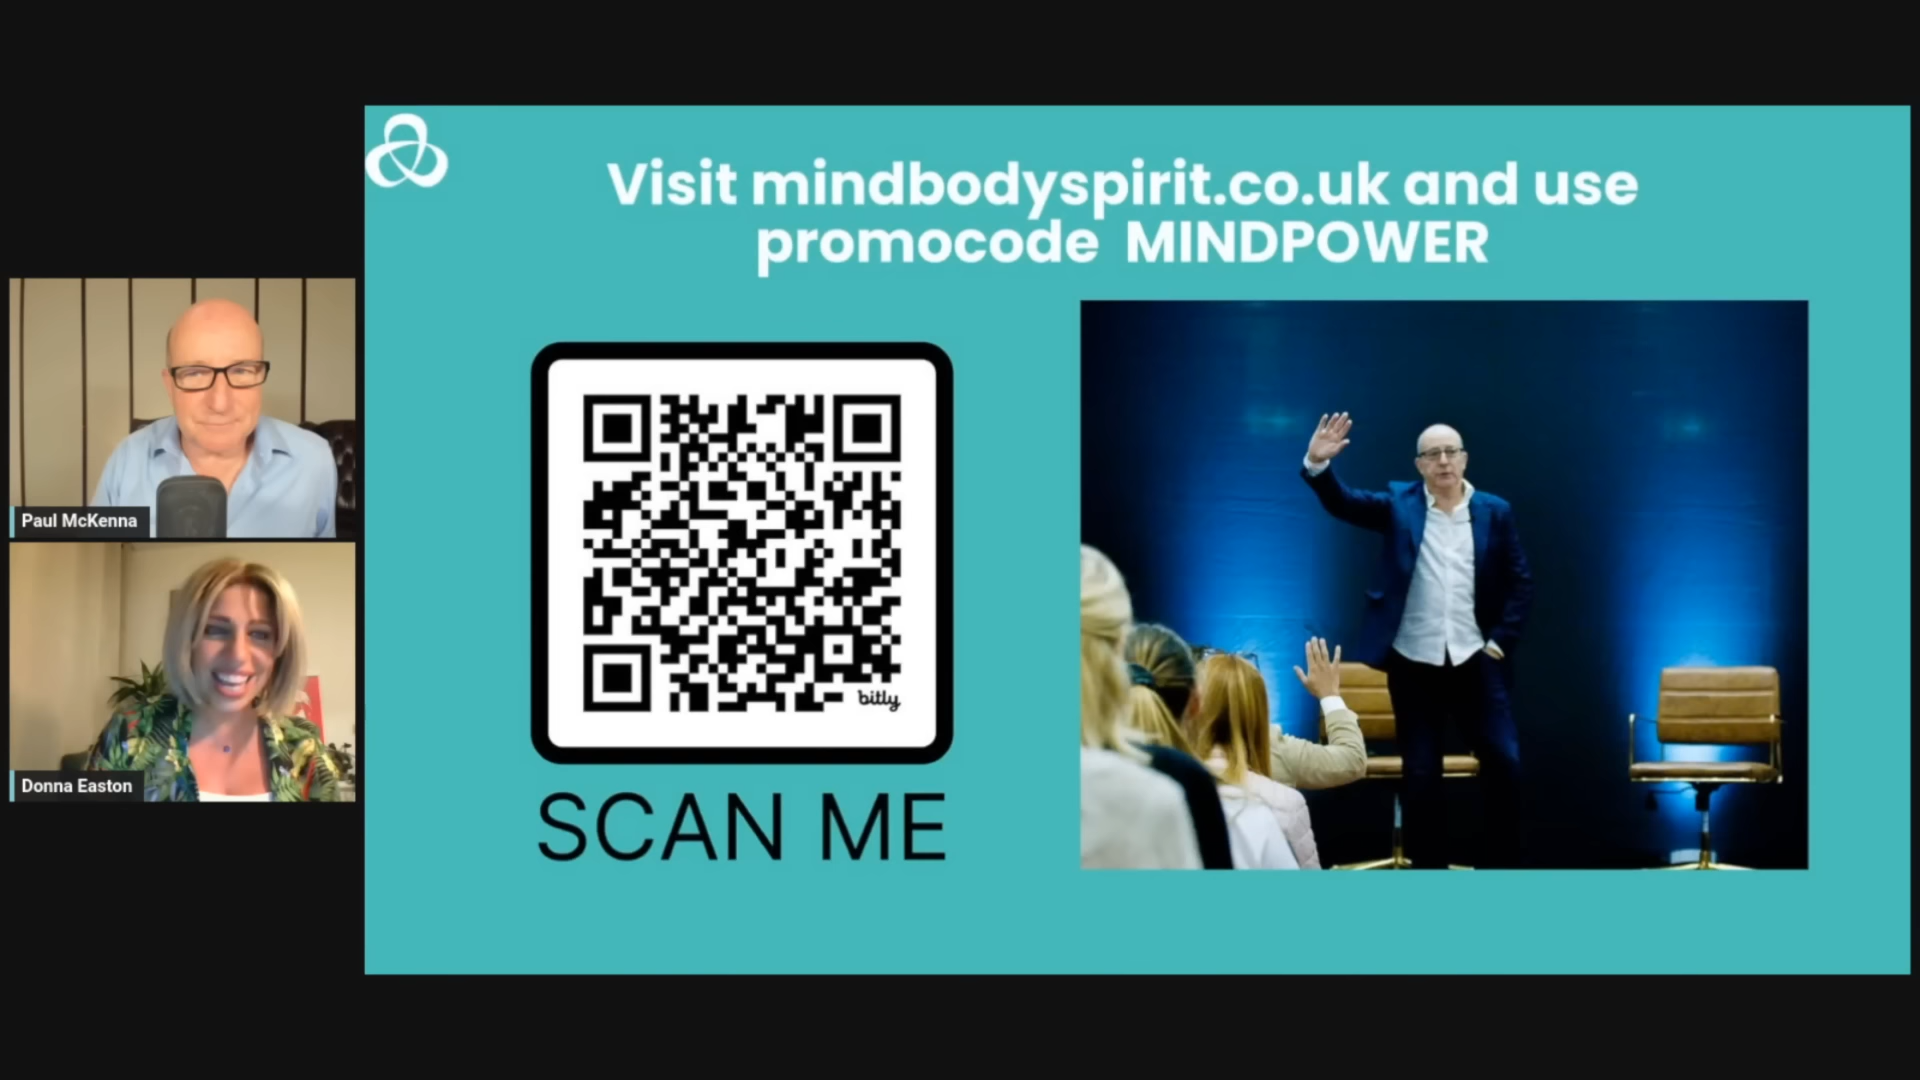 Visit mindbodyspirit.co.uk and use
promocode MINDPOWER
Paul McKenna
Donna Easton
bitly
SCAN ME